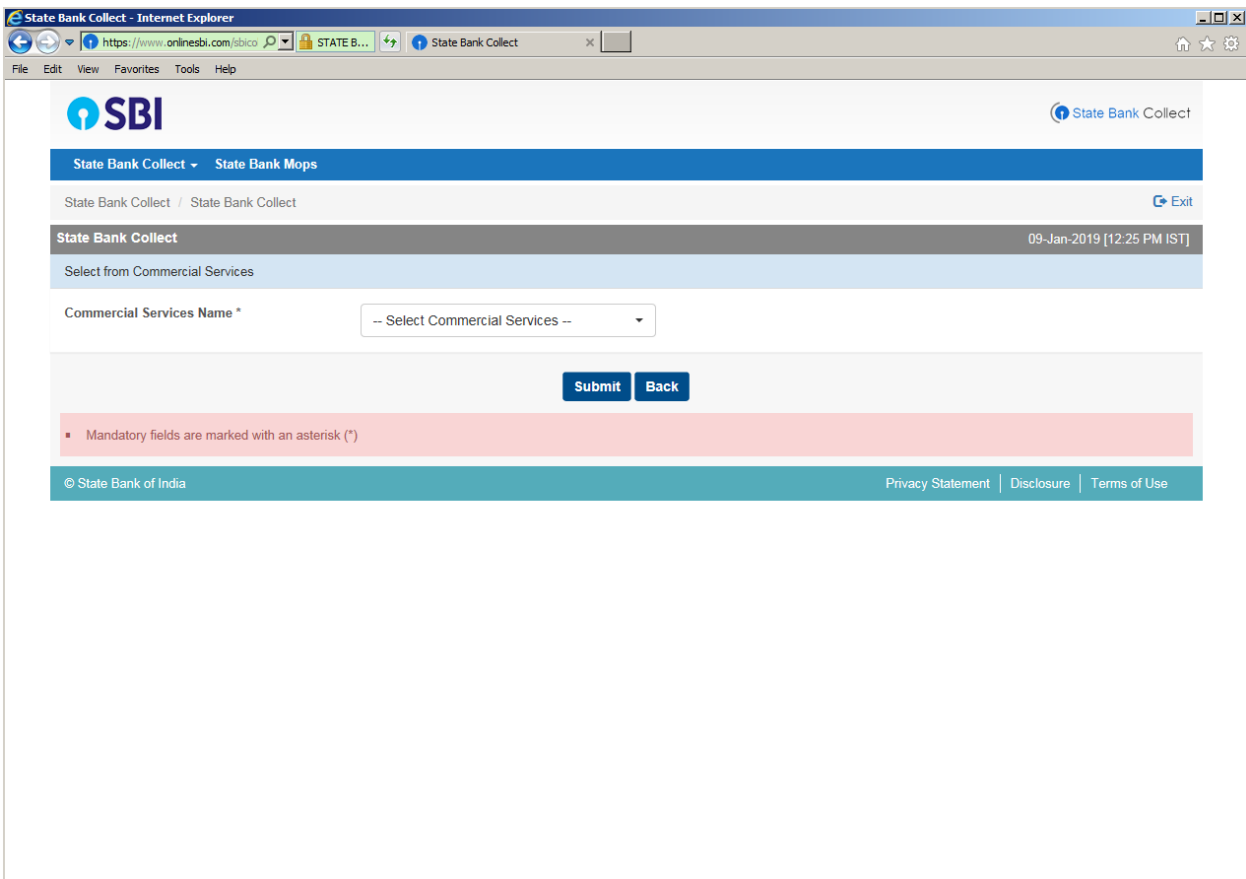 State Bank Collect - Internet Explorer
https://www.onlinesbi.com/sbico STATE B... State Bank Collect
File Edit View Favorites Tools Help
SBI
State Bank Collect
State Bank Collect State Bank Mops
State Bank Collect / State Bank Collect
Exit
State Bank Collect
09-Jan-2019 [12:25 PM IST]
Select from Commercial Services
Commercial Services Name *
-- Select Commercial Services --
Submit Back
Mandatory fields are marked with an asterisk (*)
© State Bank of India
Privacy Statement | Disclosure | Terms of Use